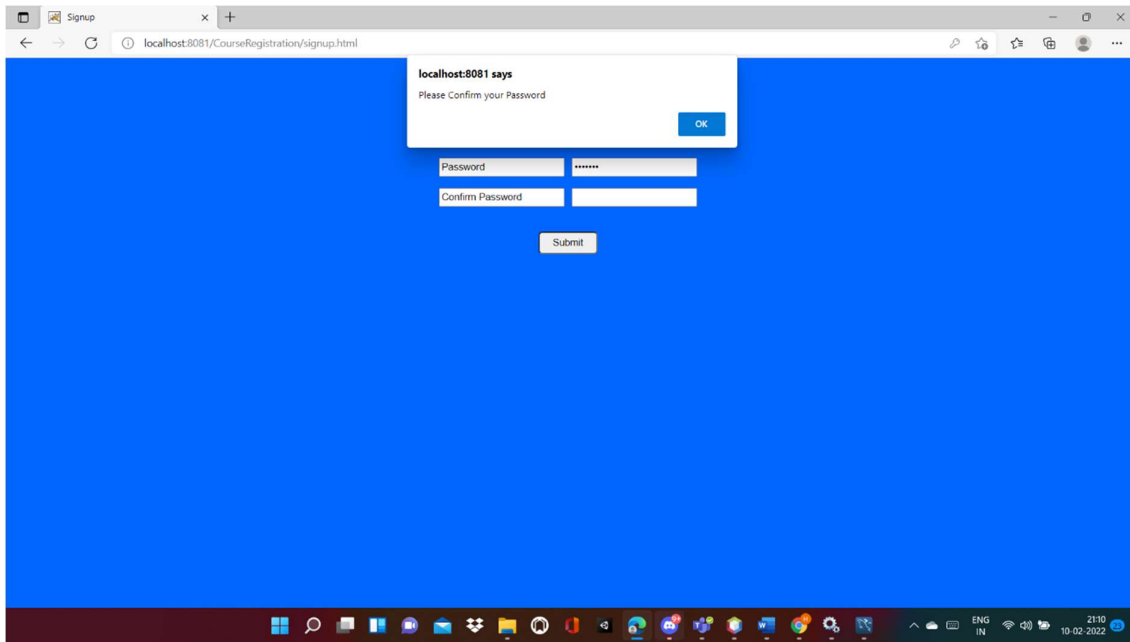 Signup
localhost:8081/CourseRegistration/signup.html
localhost:8081 says
Please Confirm your Password
OK
Password
Confirm Password
Submit
ENG
IN
21:10
10-02-2022
23